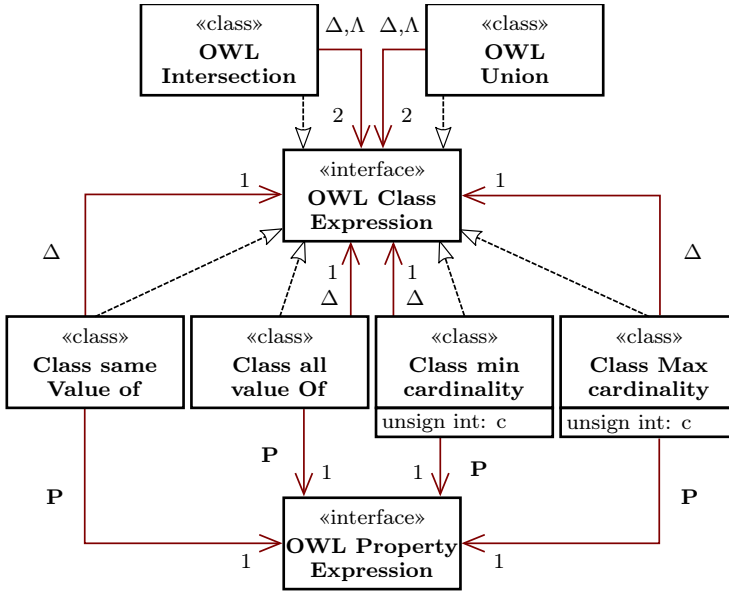 «class»
OWL
Intersection
Δ,Λ
Δ,Λ
«class»
OWL
Union
2
2
«interface»
OWL Class
Expression
1
1
Δ
Δ
1
Δ
1
Δ
«class»
Class same
Value of
«class»
Class all
value Of
«class»
Class min
cardinality
unsign int: c
«class»
Class Max
cardinality
unsign int: c
P
P
1
1
P
P
«interface»
OWL Property
Expression
1
1